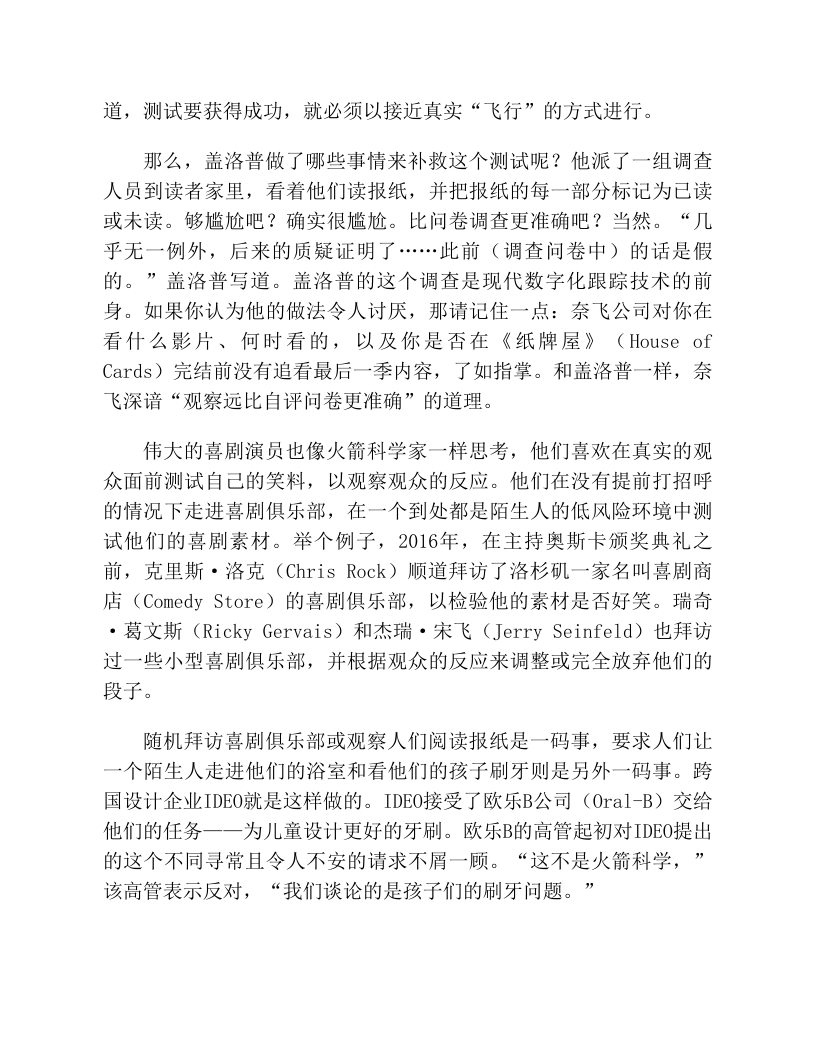 道，测试要获得成功，就必须以接近真实“飞行”的方式进行。
那么，盖洛普做了哪些事情来补救这个测试呢？他派了一组调查
人员到读者家里，看着他们读报纸，并把报纸的每一部分标记为已读
或未读。够尴尬吧？确实很尴尬。比问卷调查更准确吧？当然。“几
乎无一例外，后来的质疑证明了……此前（调查问卷中）的话是假
的。”盖洛普写道。盖洛普的这个调查是现代数字化跟踪技术的前
身。如果你认为他的做法令人讨厌，那请记住一点：奈飞公司对你在
看什么影片、何时看的，以及你是否在《纸牌屋》（House of
Cards）完结前没有追看最后一季内容，了如指掌。和盖洛普一样，奈
飞深谙“观察远比自评问卷更准确”的道理。
伟大的喜剧演员也像火箭科学家一样思考，他们喜欢在真实的观
众面前测试自己的笑料，以观察观众的反应。他们在没有提前打招呼
的情况下走进喜剧俱乐部，在一个到处都是陌生人的低风险环境中测
试他们的喜剧素材。举个例子，2016年，在主持奥斯卡颁奖典礼之
前，克里斯·洛克（Chris Rock）顺道拜访了洛杉矶一家名叫喜剧商
店（Comedy Store）的喜剧俱乐部，以检验他的素材是否好笑。瑞奇
·葛文斯（Ricky Gervais）和杰瑞·宋飞（Jerry Seinfeld）也拜访
过一些小型喜剧俱乐部，并根据观众的反应来调整或完全放弃他们的
段子。
随机拜访喜剧俱乐部或观察人们阅读报纸是一码事，要求人们让
一个陌生人走进他们的浴室和看他们的孩子刷牙则是另外一码事。跨
国设计企业IDEO就是这样做的。IDEO接受了欧乐B公司（Oral-B）交给
他们的任务——为儿童设计更好的牙刷。欧乐B的高管起初对IDEO提出
的这个不同寻常且令人不安的请求不屑一顾。“这不是火箭科学，”
该高管表示反对，“我们谈论的是孩子们的刷牙问题。”